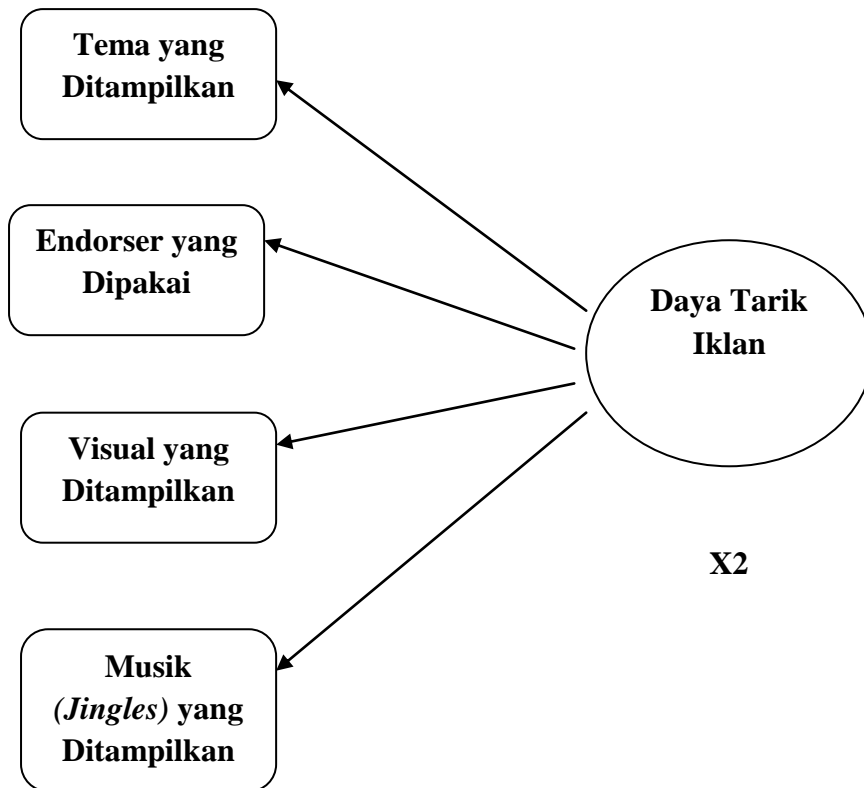 Tema yang
Ditampilkan
Endorser yang
Dipakai
Daya Tarik
Iklan
Visual yang
Ditampilkan
X2
Musik
(Jingles) yang
Ditampilkan